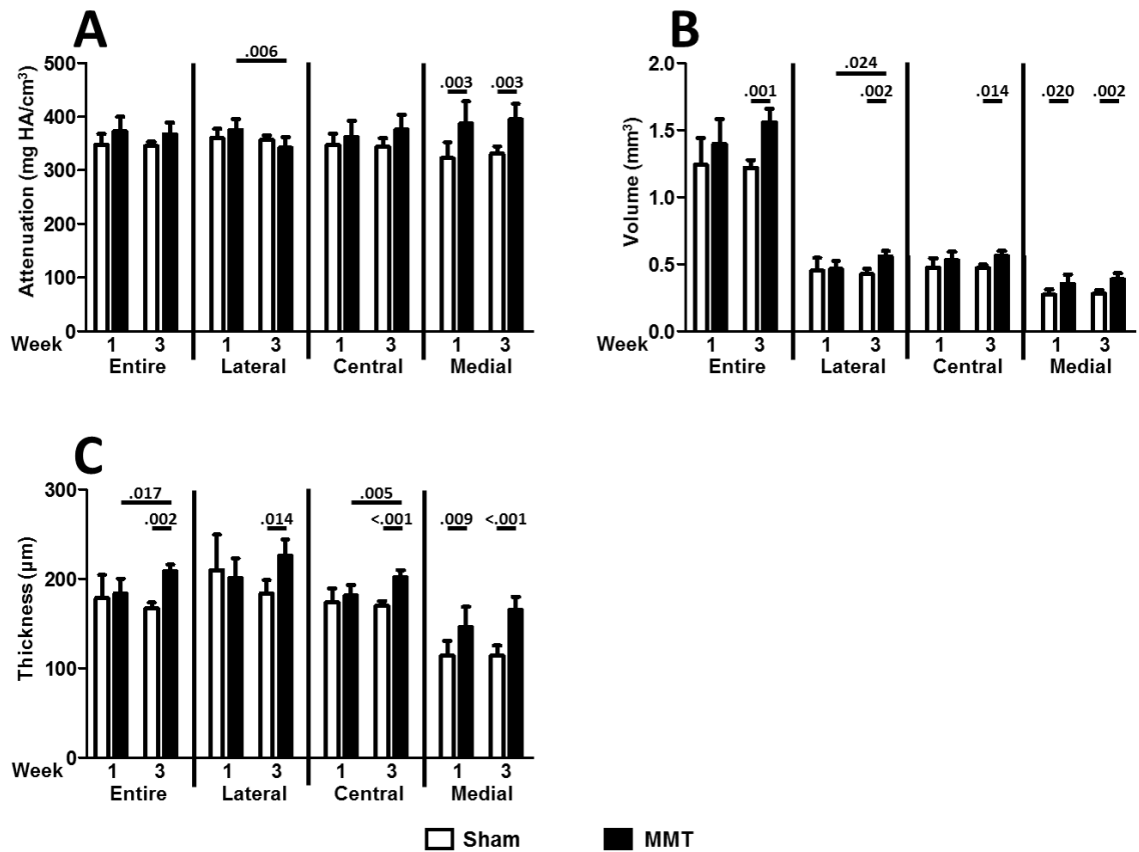 A
Attenuation (mg HA/cm³)
500
400
300
200
100
0
.006
.003 .003
Week 1 3 1 3 1 3 1 3
Entire Lateral Central Medial
B
Volume (mm³)
2.0
1.5
1.0
0.5
0.0
.024
.001 .002 .014 .020 .002
Week 1 3 1 3 1 3 1 3
Entire Lateral Central Medial
C
Thickness (μm)
300
200
100
0
.017 .005
.002 .014 <.001 .009 <.001
Week 1 3 1 3 1 3 1 3
Entire Lateral Central Medial
Sham MMT